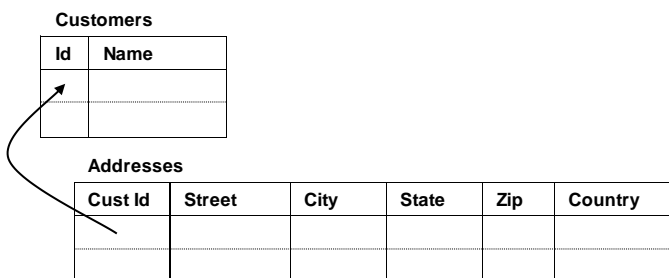 Customers
Id Name
Addresses
Cust Id Street City State Zip Country